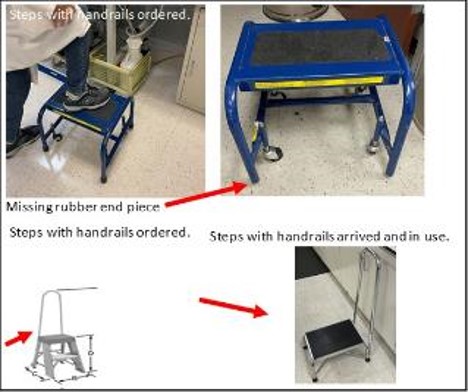 Steps with handrails ordered.
Missing rubber end piece
Steps with handrails ordered.
Steps with handrails arrived and in use.
C
B
D